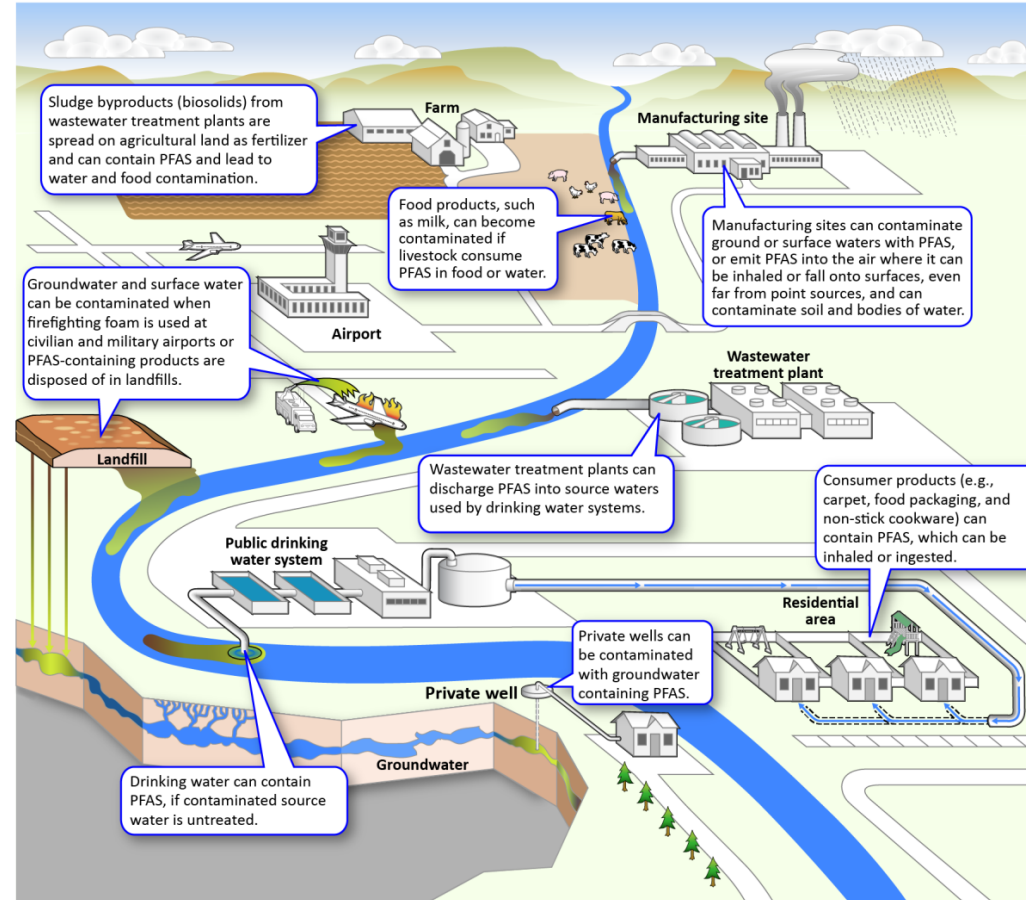 Sludge byproducts (biosolids) from
wastewater treatment plants are
spread on agricultural land as fertilizer
and can contain PFAS and lead to
water and food contamination.
Farm
Manufacturing site
Food products, such
as milk, can become
contaminated if
livestock consume
PFAS in food or water.
Manufacturing sites can contaminate
ground or surface waters with PFAS,
or emit PFAS into the air where it can
be inhaled or fall onto surfaces, even
far from point sources, and can
contaminate soil and bodies of water.
Groundwater and surface water
can be contaminated when
firefighting foam is used at
civilian and military airports or
PFAS-containing products are
disposed of in landfills.
Airport
Wastewater
treatment plant
Landfill
Wastewater treatment plants can
discharge PFAS into source waters
used by drinking water systems.
Consumer products (e.g.,
carpet, food packaging, and
non-stick cookware) can
contain PFAS, which can be
inhaled or ingested.
Public drinking
water system
Residential
area
Private wells can
be contaminated
with groundwater
containing PFAS.
Private well
Groundwater
Drinking water can contain
PFAS, if contaminated source
water is untreated.